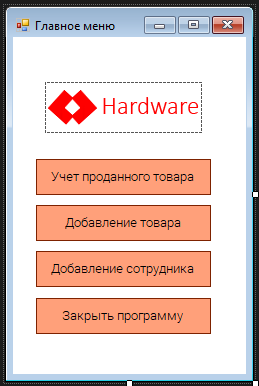 Главное меню
Hardware
Учет проданного товара
Добавление товара
Добавление сотрудника
Закрыть программу